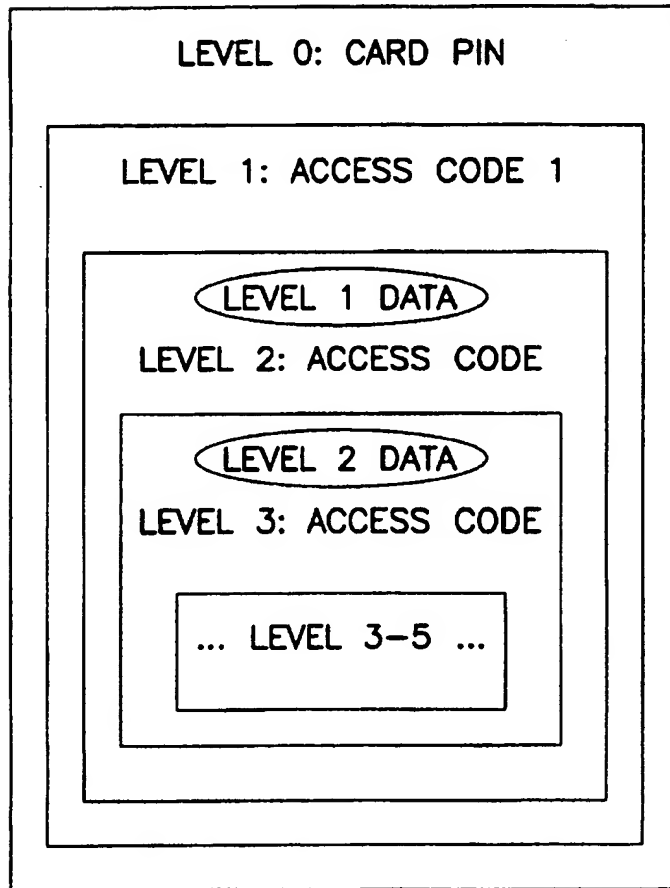 LEVEL 0: CARD PIN
LEVEL 1: ACCESS CODE 1
LEVEL 1 DATA
LEVEL 2: ACCESS CODE
LEVEL 2 DATA
LEVEL 3: ACCESS CODE
... LEVEL 3-5 ...